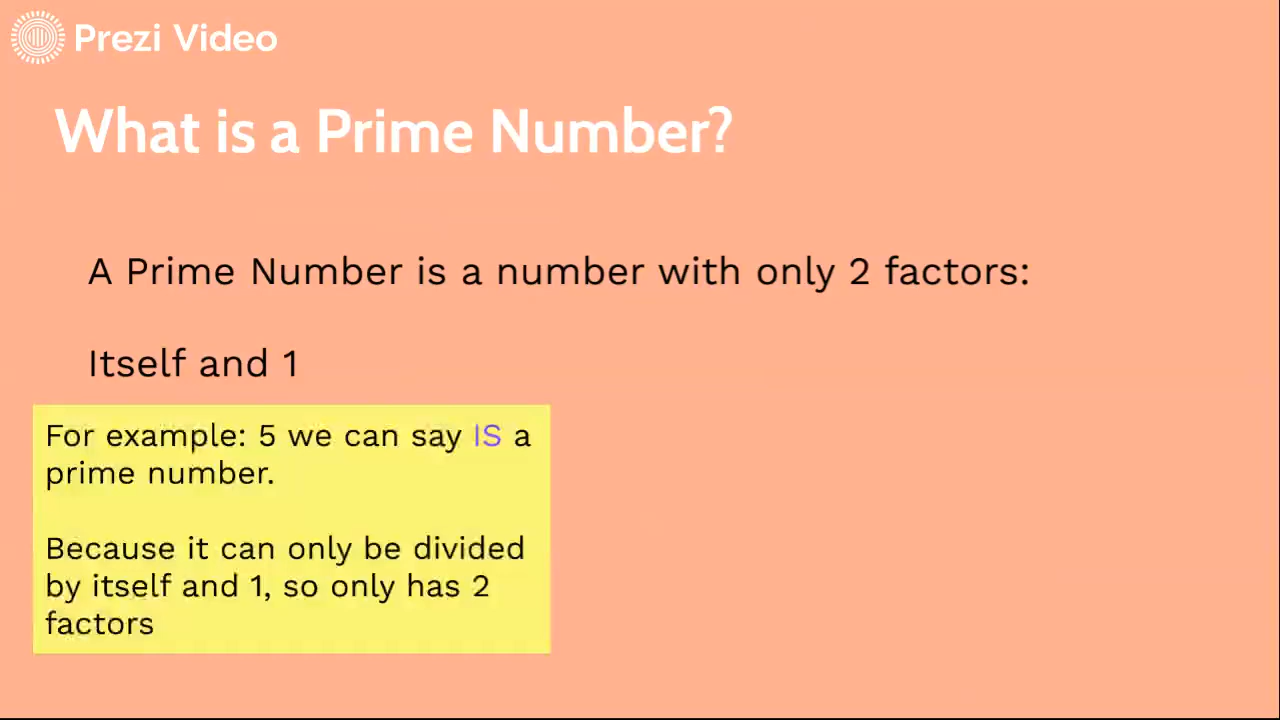 Prezi Video
What is a Prime Number?
A Prime Number is a number with only 2 factors:
Itself and 1
For example: 5 we can say IS a
prime number.
Because it can only be divided
by itself and 1, so only has 2
factors